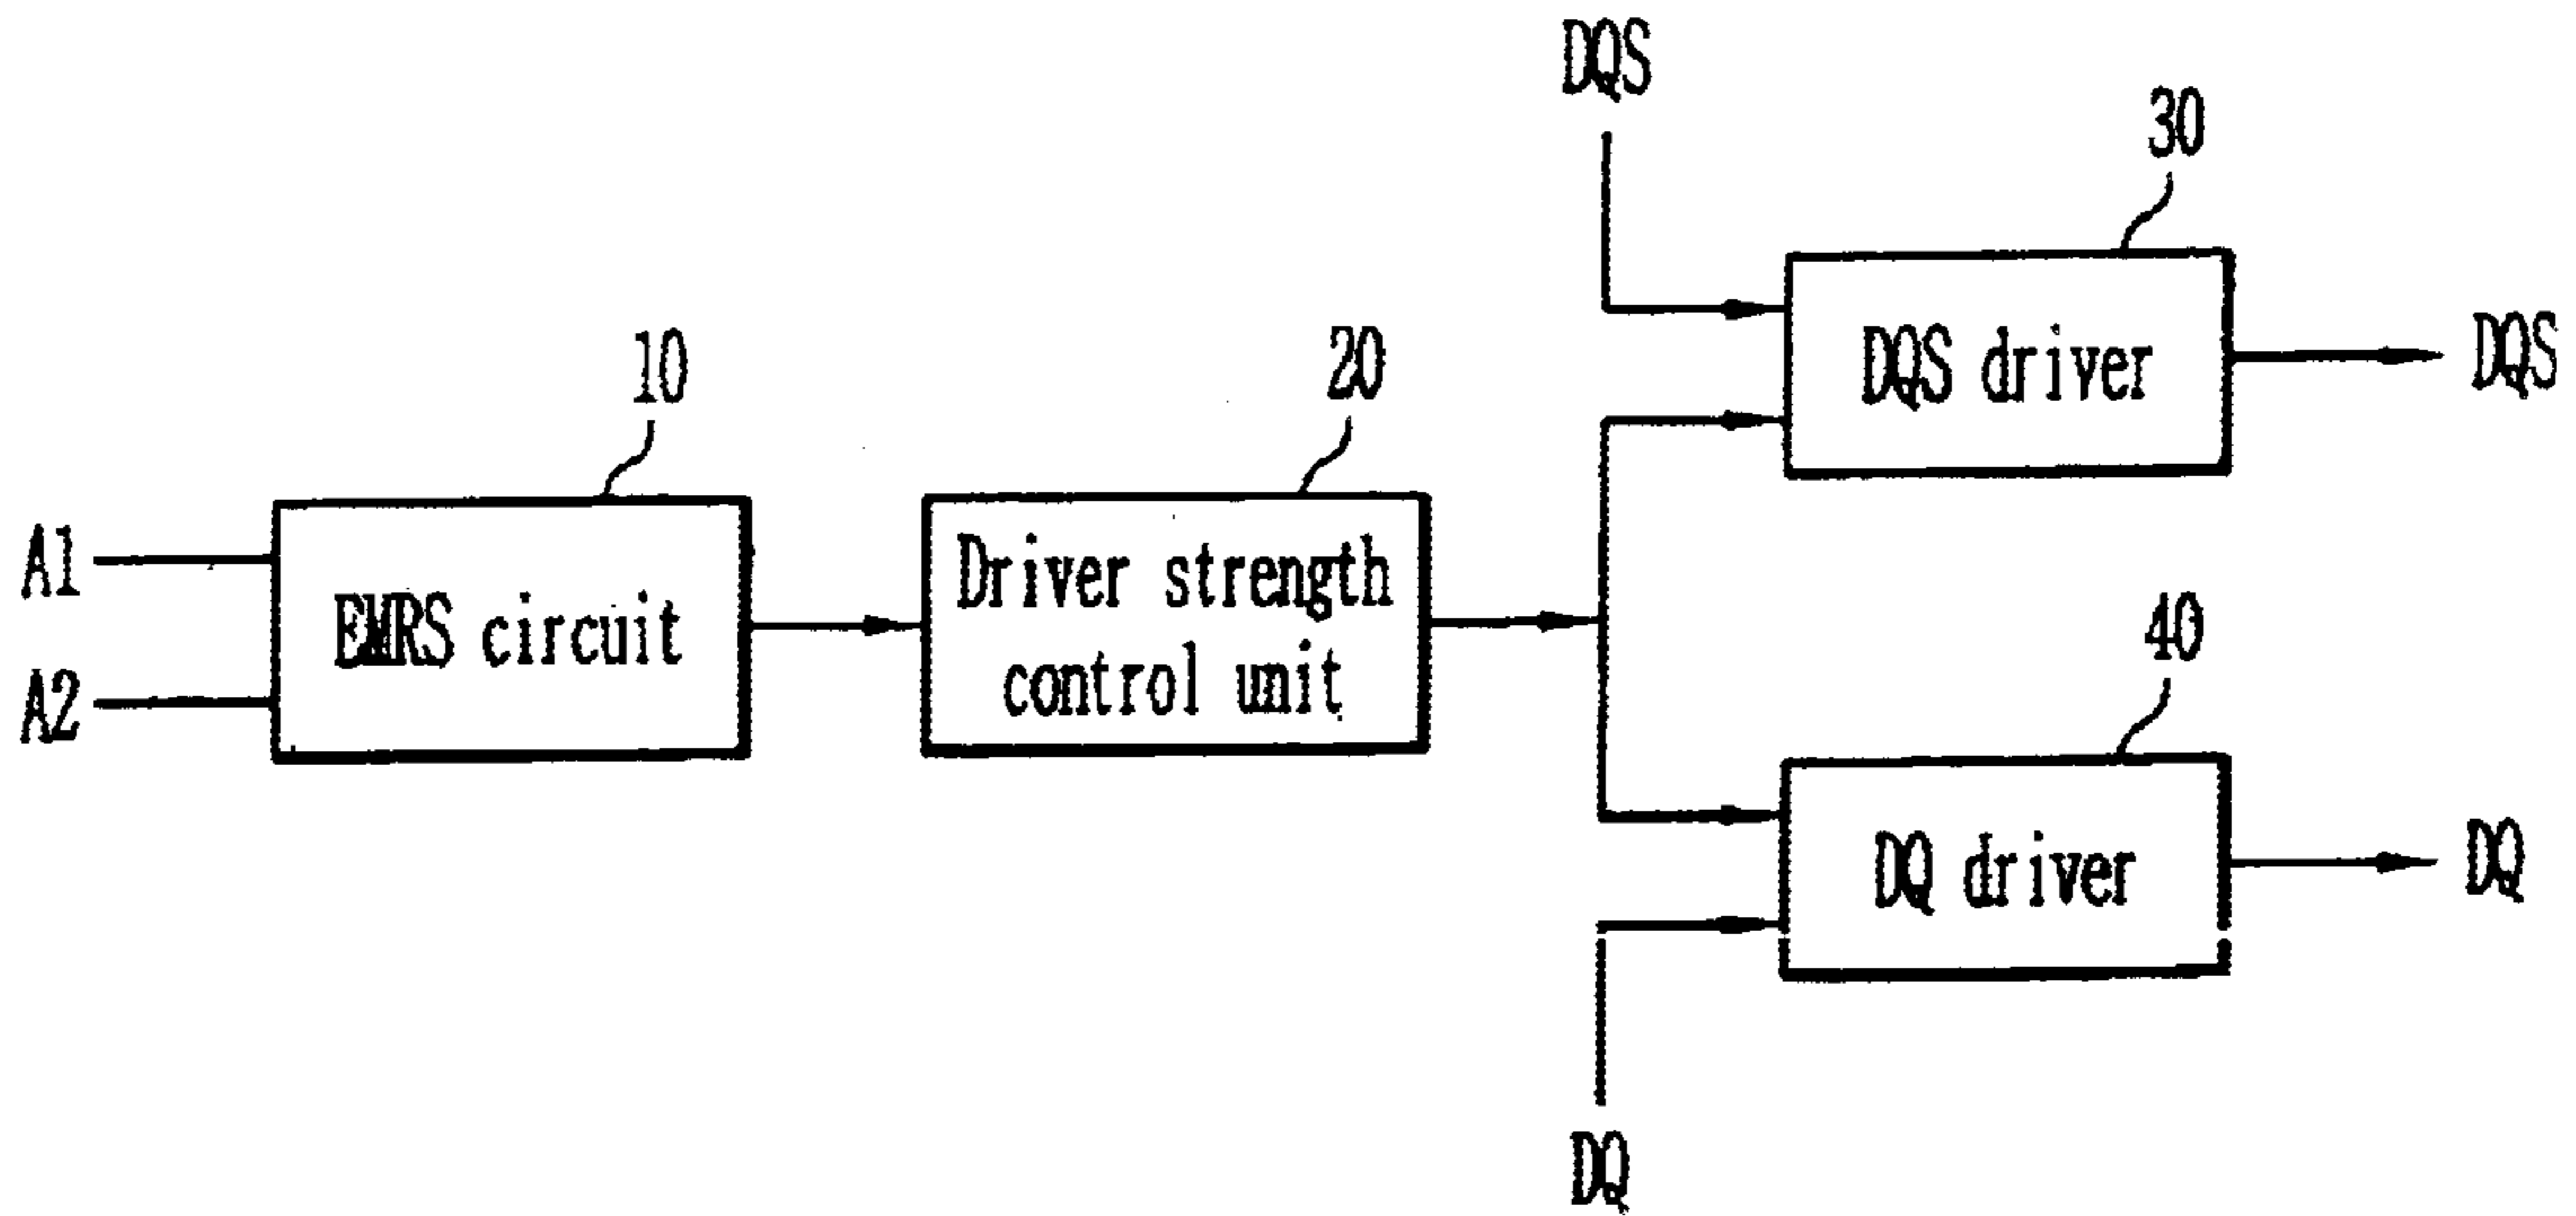 DQS
30
DQS driver
DQS
10
20
A1
A2
EMRS circuit
Driver strength
control unit
40
DQ driver
DQ
DQ